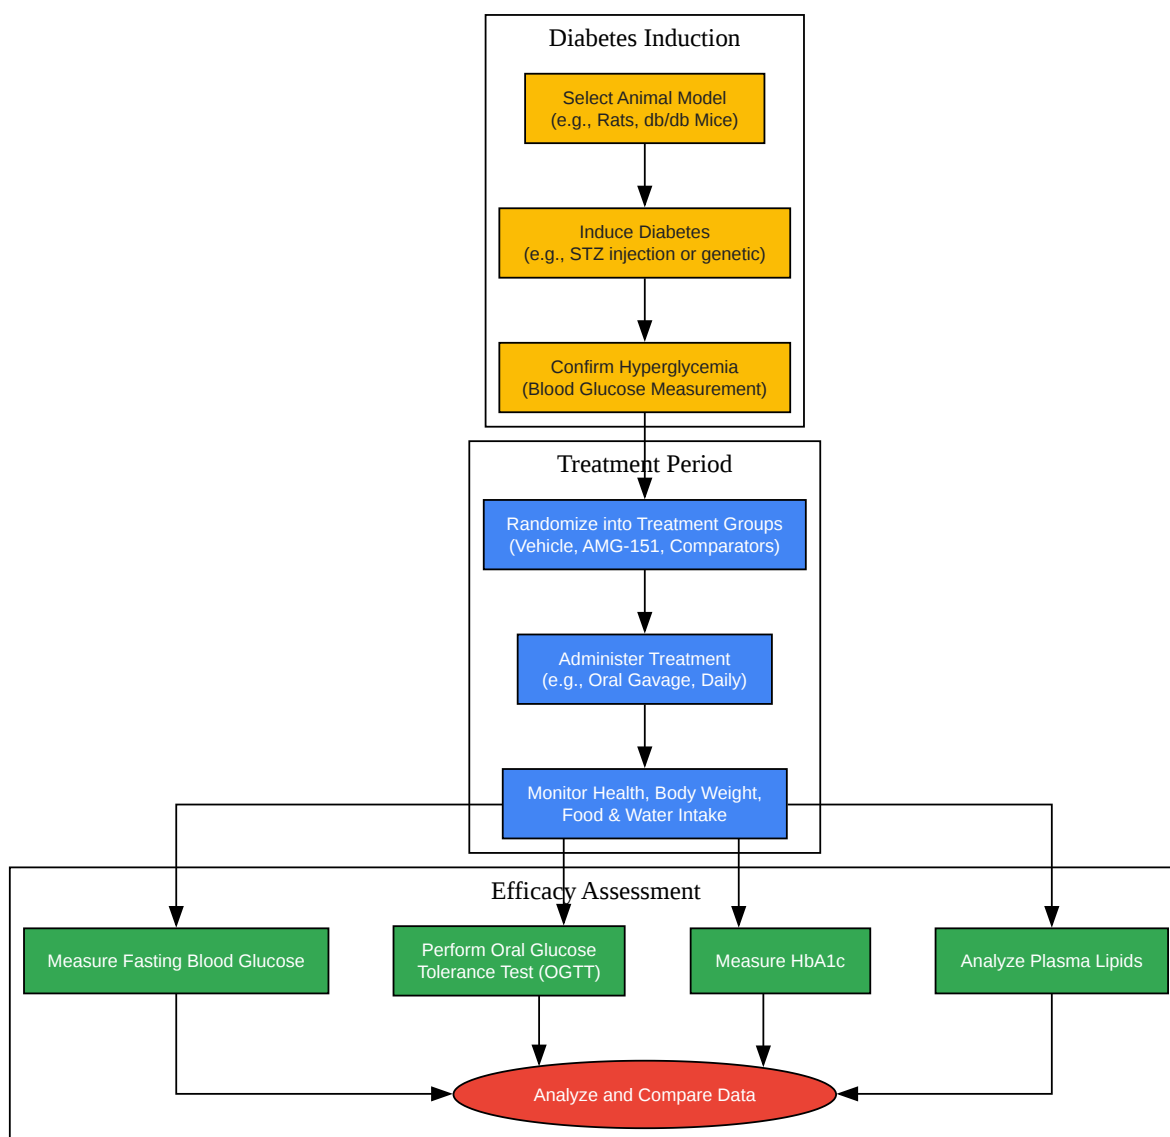 Diabetes Induction
Select Animal Model
(e.g., Rats, db/db Mice)
Induce Diabetes
(e.g., STZ injection or genetic)
Confirm Hyperglycemia
(Blood Glucose Measurement)
Treatment Period
Randomize into Treatment Groups
(Vehicle, AMG-151, Comparators)
Administer Treatment
(e.g., Oral Gavage, Daily)
Monitor Health, Body Weight,
Food & Water Intake
Efficacy Assessment
Measure Fasting Blood Glucose
Perform Oral Glucose
Tolerance Test (OGTT)
Measure HbA1c
Analyze Plasma Lipids
Analyze and Compare Data